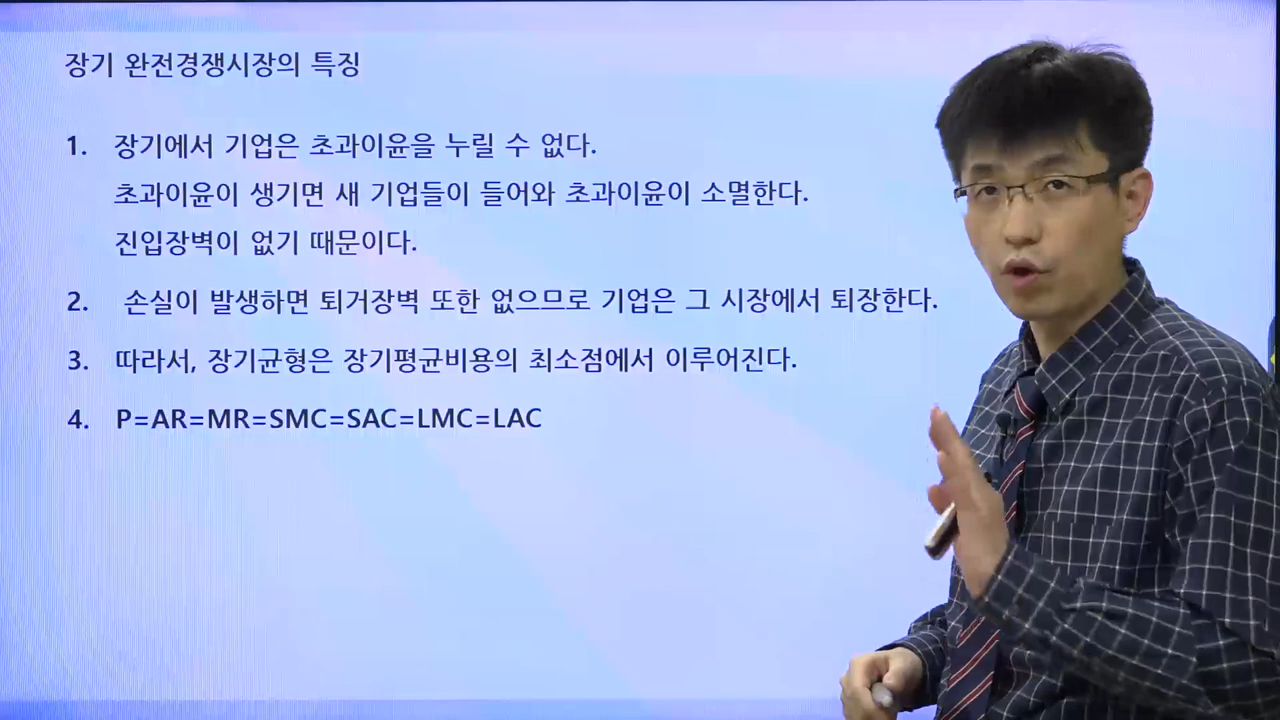 장기 완전경쟁시장의 특징
1. 장기에서 기업은 초과이윤을 누릴 수 없다.
초과이윤이 생기면 새 기업들이 들어와 초과이윤이 소멸한다.
진입장벽이 없기 때문이다.
2. 손실이 발생하면 퇴거장벽 또한 없으므로 기업은 그 시장에서 퇴장한다.
3. 따라서, 장기균형은 장기평균비용의 최소점에서 이루어진다.
4. P=AR=MR=SMC=SAC=LMC=LAC